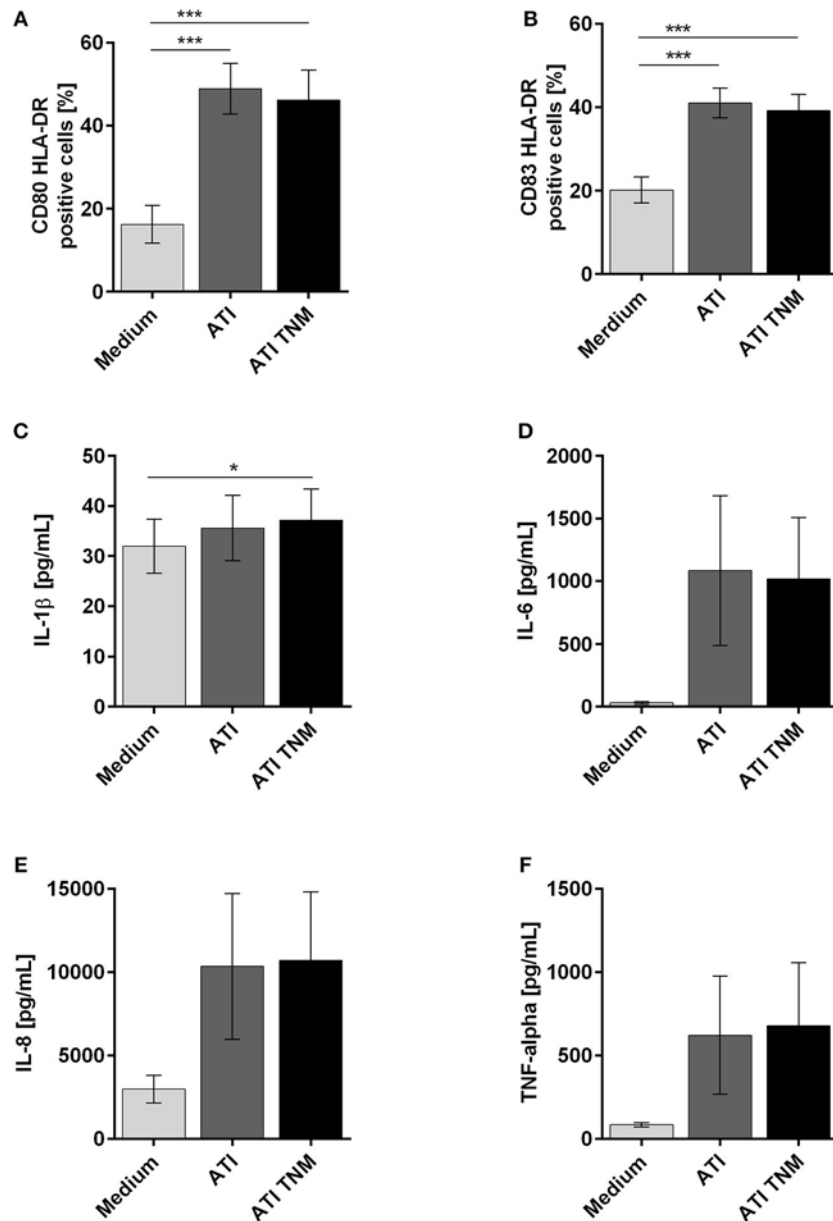 A
***
***
CD80 HLA-DR
positive cells [%]
60
40
20
0
Medium
ATI
ATI TNM
B
***
***
CD83 HLA-DR
positive cells [%]
60
40
20
0
Merdium
ATI
ATI TNM
C
*
IL-1β [pg/mL]
50
40
30
20
10
0
Medium
ATI
ATI TNM
D
IL-6 [pg/mL]
2000
1500
1000
500
0
Medium
ATI
ATI TNM
E
IL-8 [pg/mL]
15000
10000
5000
0
Medium
ATI
ATI TNM
F
TNF-alpha [pg/mL]
1500
1000
500
0
Medium
ATI
ATI TNM